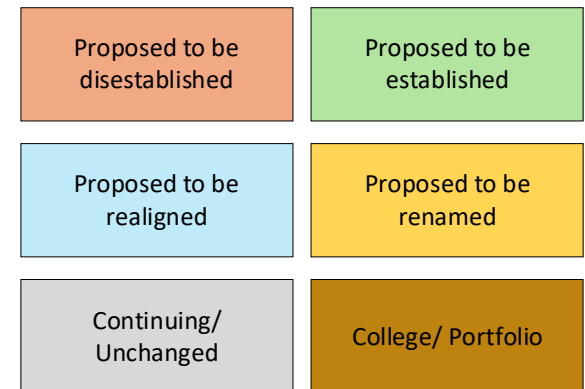 Proposed to be
disestablished
Proposed to be
established
Proposed to be
realigned
Proposed to be
renamed
Continuing/
Unchanged
College/ Portfolio